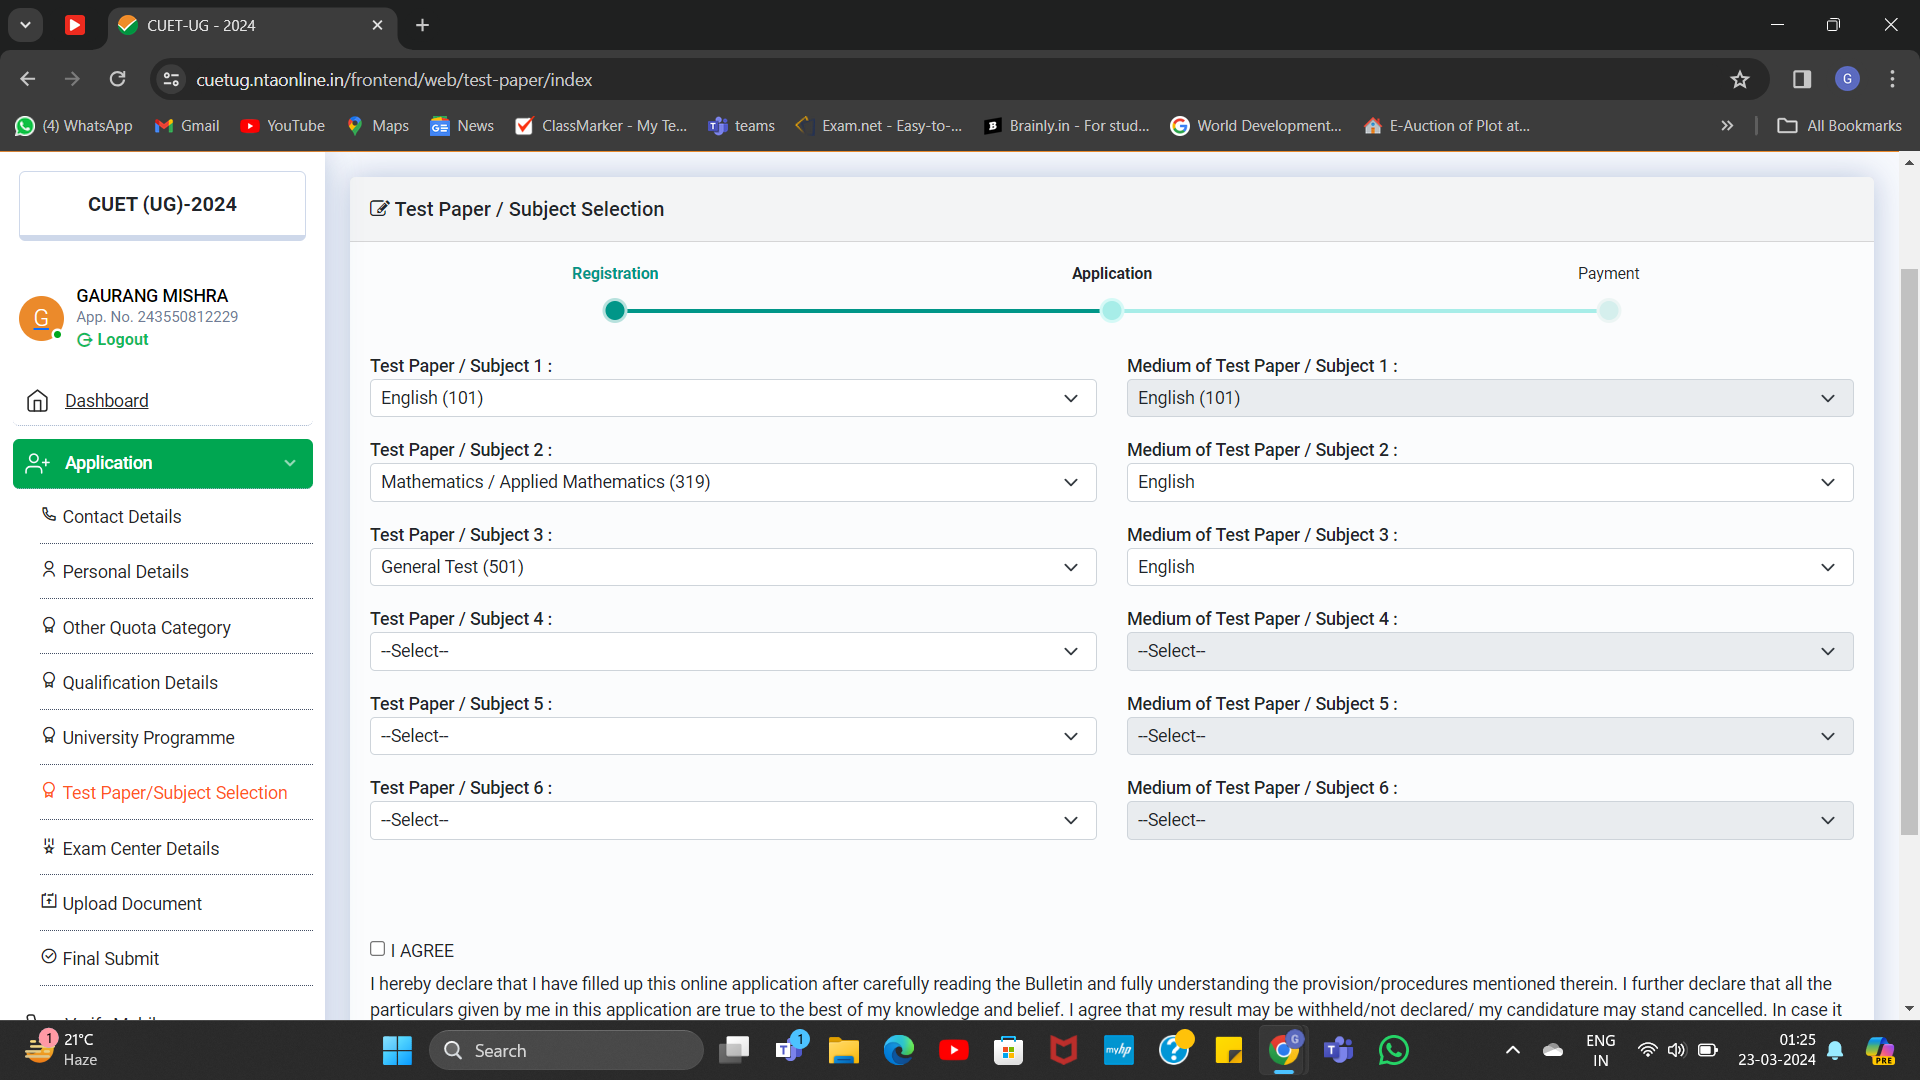 CUET-UG - 2024
cuetug.ntaonline.in/frontend/web/test-paper/index
G
(4) WhatsApp
Gmail
YouTube
Maps
News
ClassMarker - My Te...
teams
Exam.net - Easy-to-...
Brainly.in - For stud...
World Development...
E-Auction of Plot at...
All Bookmarks
CUET (UG)-2024
G
GAURANG MISHRA
App. No. 243550812229
Logout
Dashboard
Application
Contact Details
Personal Details
Other Quota Category
Qualification Details
University Programme
Test Paper/Subject Selection
Exam Center Details
Upload Document
Final Submit
Test Paper / Subject Selection
Registration
Application
Payment
Test Paper / Subject 1 :
Medium of Test Paper / Subject 1 :
English (101)
English (101)
Test Paper / Subject 2 :
Medium of Test Paper / Subject 2 :
Mathematics / Applied Mathematics (319)
English
Test Paper / Subject 3 :
Medium of Test Paper / Subject 3 :
General Test (501)
English
Test Paper / Subject 4 :
Medium of Test Paper / Subject 4 :
--Select--
--Select--
Test Paper / Subject 5 :
Medium of Test Paper / Subject 5 :
--Select--
--Select--
Test Paper / Subject 6 :
Medium of Test Paper / Subject 6 :
--Select--
--Select--
I AGREE
I hereby declare that I have filled up this online application after carefully reading the Bulletin and fully understanding the provision/procedures mentioned therein. I further declare that all the
particulars given by me in this application are true to the best of my knowledge and belief. I agree that my result may be withheld/not declared/ my candidature may stand cancelled. In case it
1
21°C
Haze
Search
1
myhp
G
ENG
IN
01:25
23-03-2024
PRE